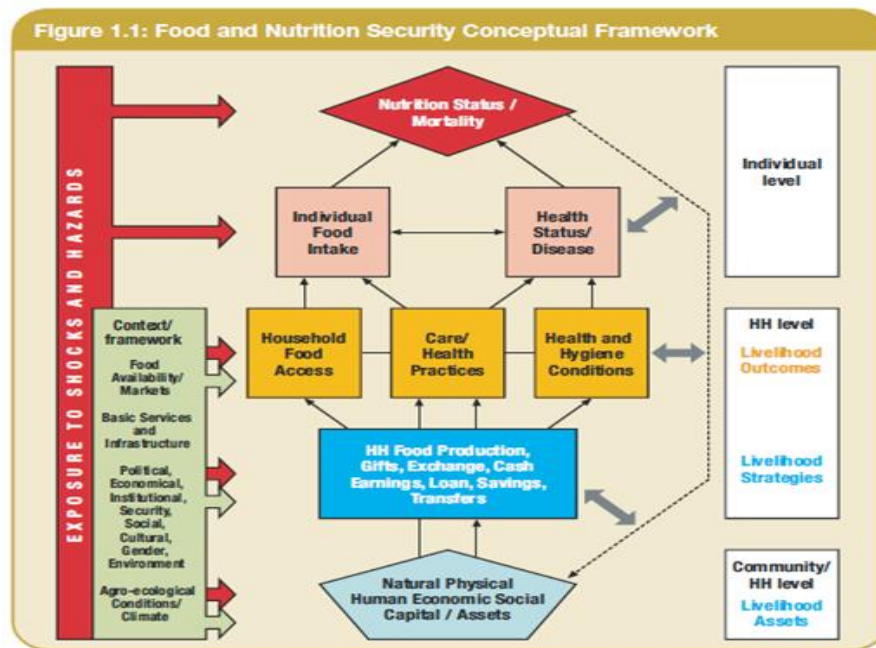 Figure 1.1: Food and Nutrition Security Conceptual Framework
EXPOSURE TO SHOCKS AND HAZARDS
Nutrition Status /
Mortality
Individual
Food
Intake
Health
Status/
Disease
Individual
level
Context/
framework
Food
Availability/
Markets
Basic Services
and
Infrastructure
Political,
Economical,
Institutional,
Security,
Social,
Cultural,
Gender,
Environment
Agro-ecological
Conditions/
Climate
Household
Food
Access
Care/
Health
Practices
Health and
Hygiene
Conditions
HH level
Livelihood
Outcomes
Livelihood
Strategies
HH Food Production,
Gifts, Exchange, Cash
Earnings, Loan, Savings,
Transfers
Natural Physical
Human Economic Social
Capital / Assets
Community/
HH level
Livelihood
Assets